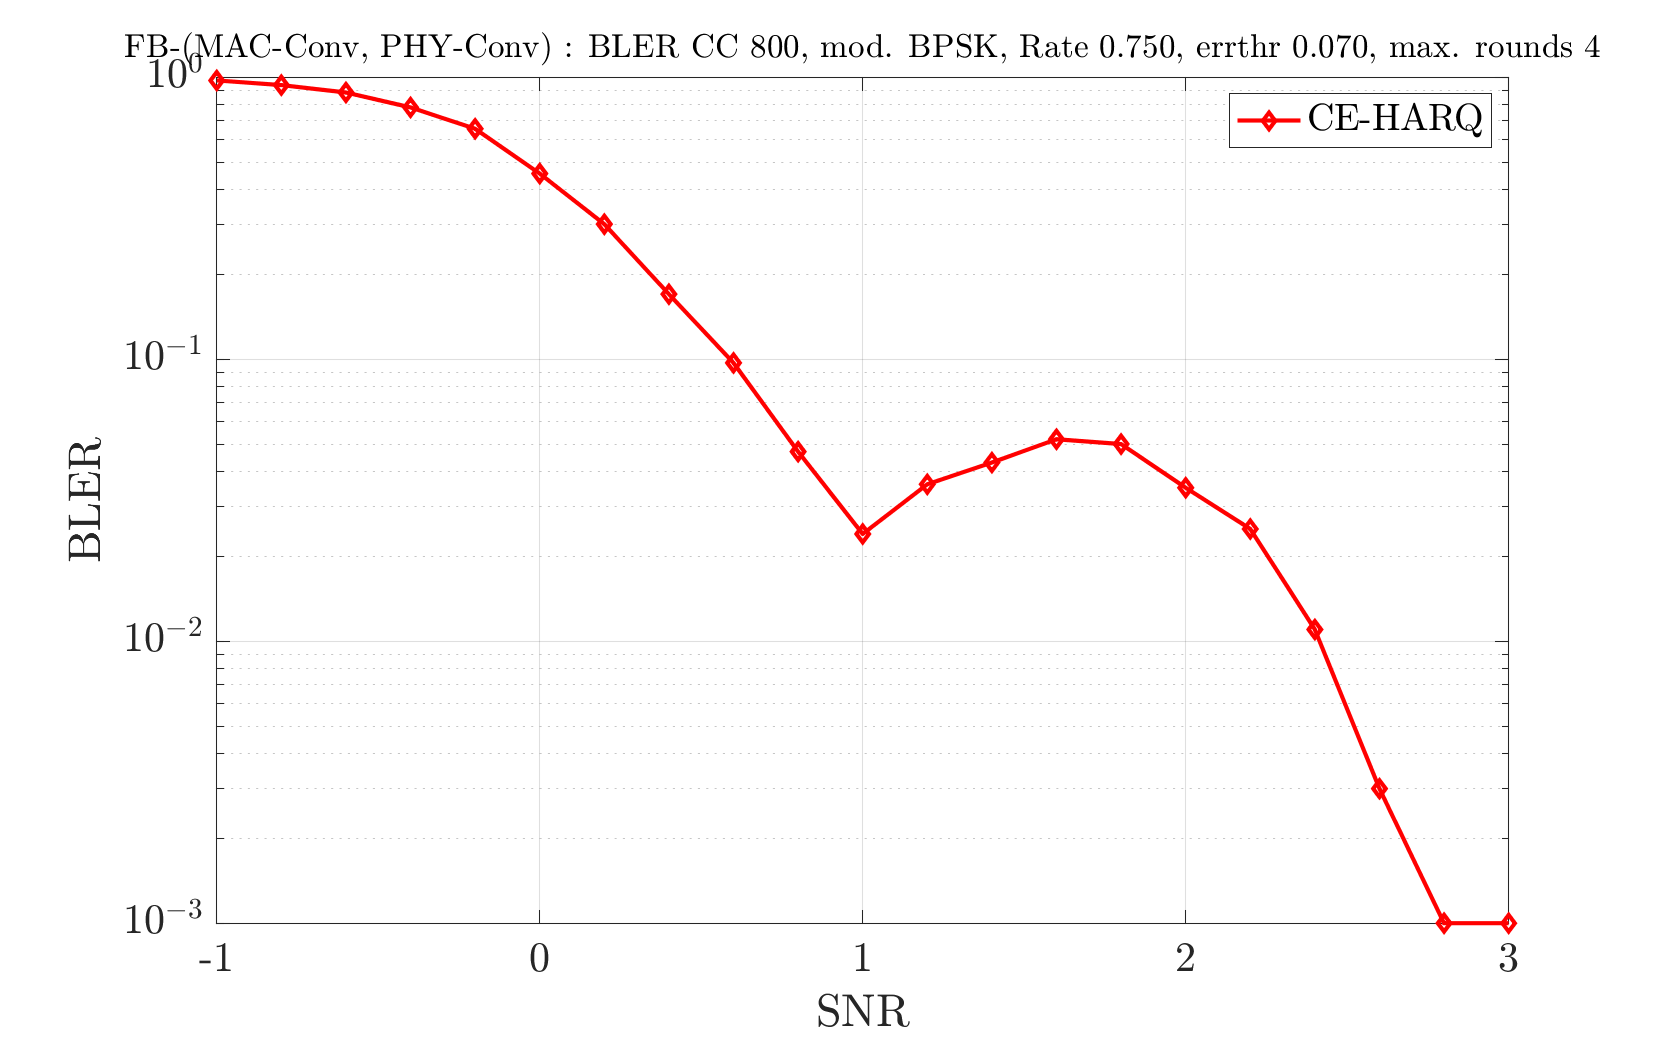 FB-(MAC-Conv, PHY-Conv) : BLER CC 800, mod. BPSK, Rate 0.750, errthr 0.070, max. rounds 4
10^0
CE-HARQ
10^{-1}
BLER
10^{-2}
10^{-3}
-1 0 1 2 3
SNR